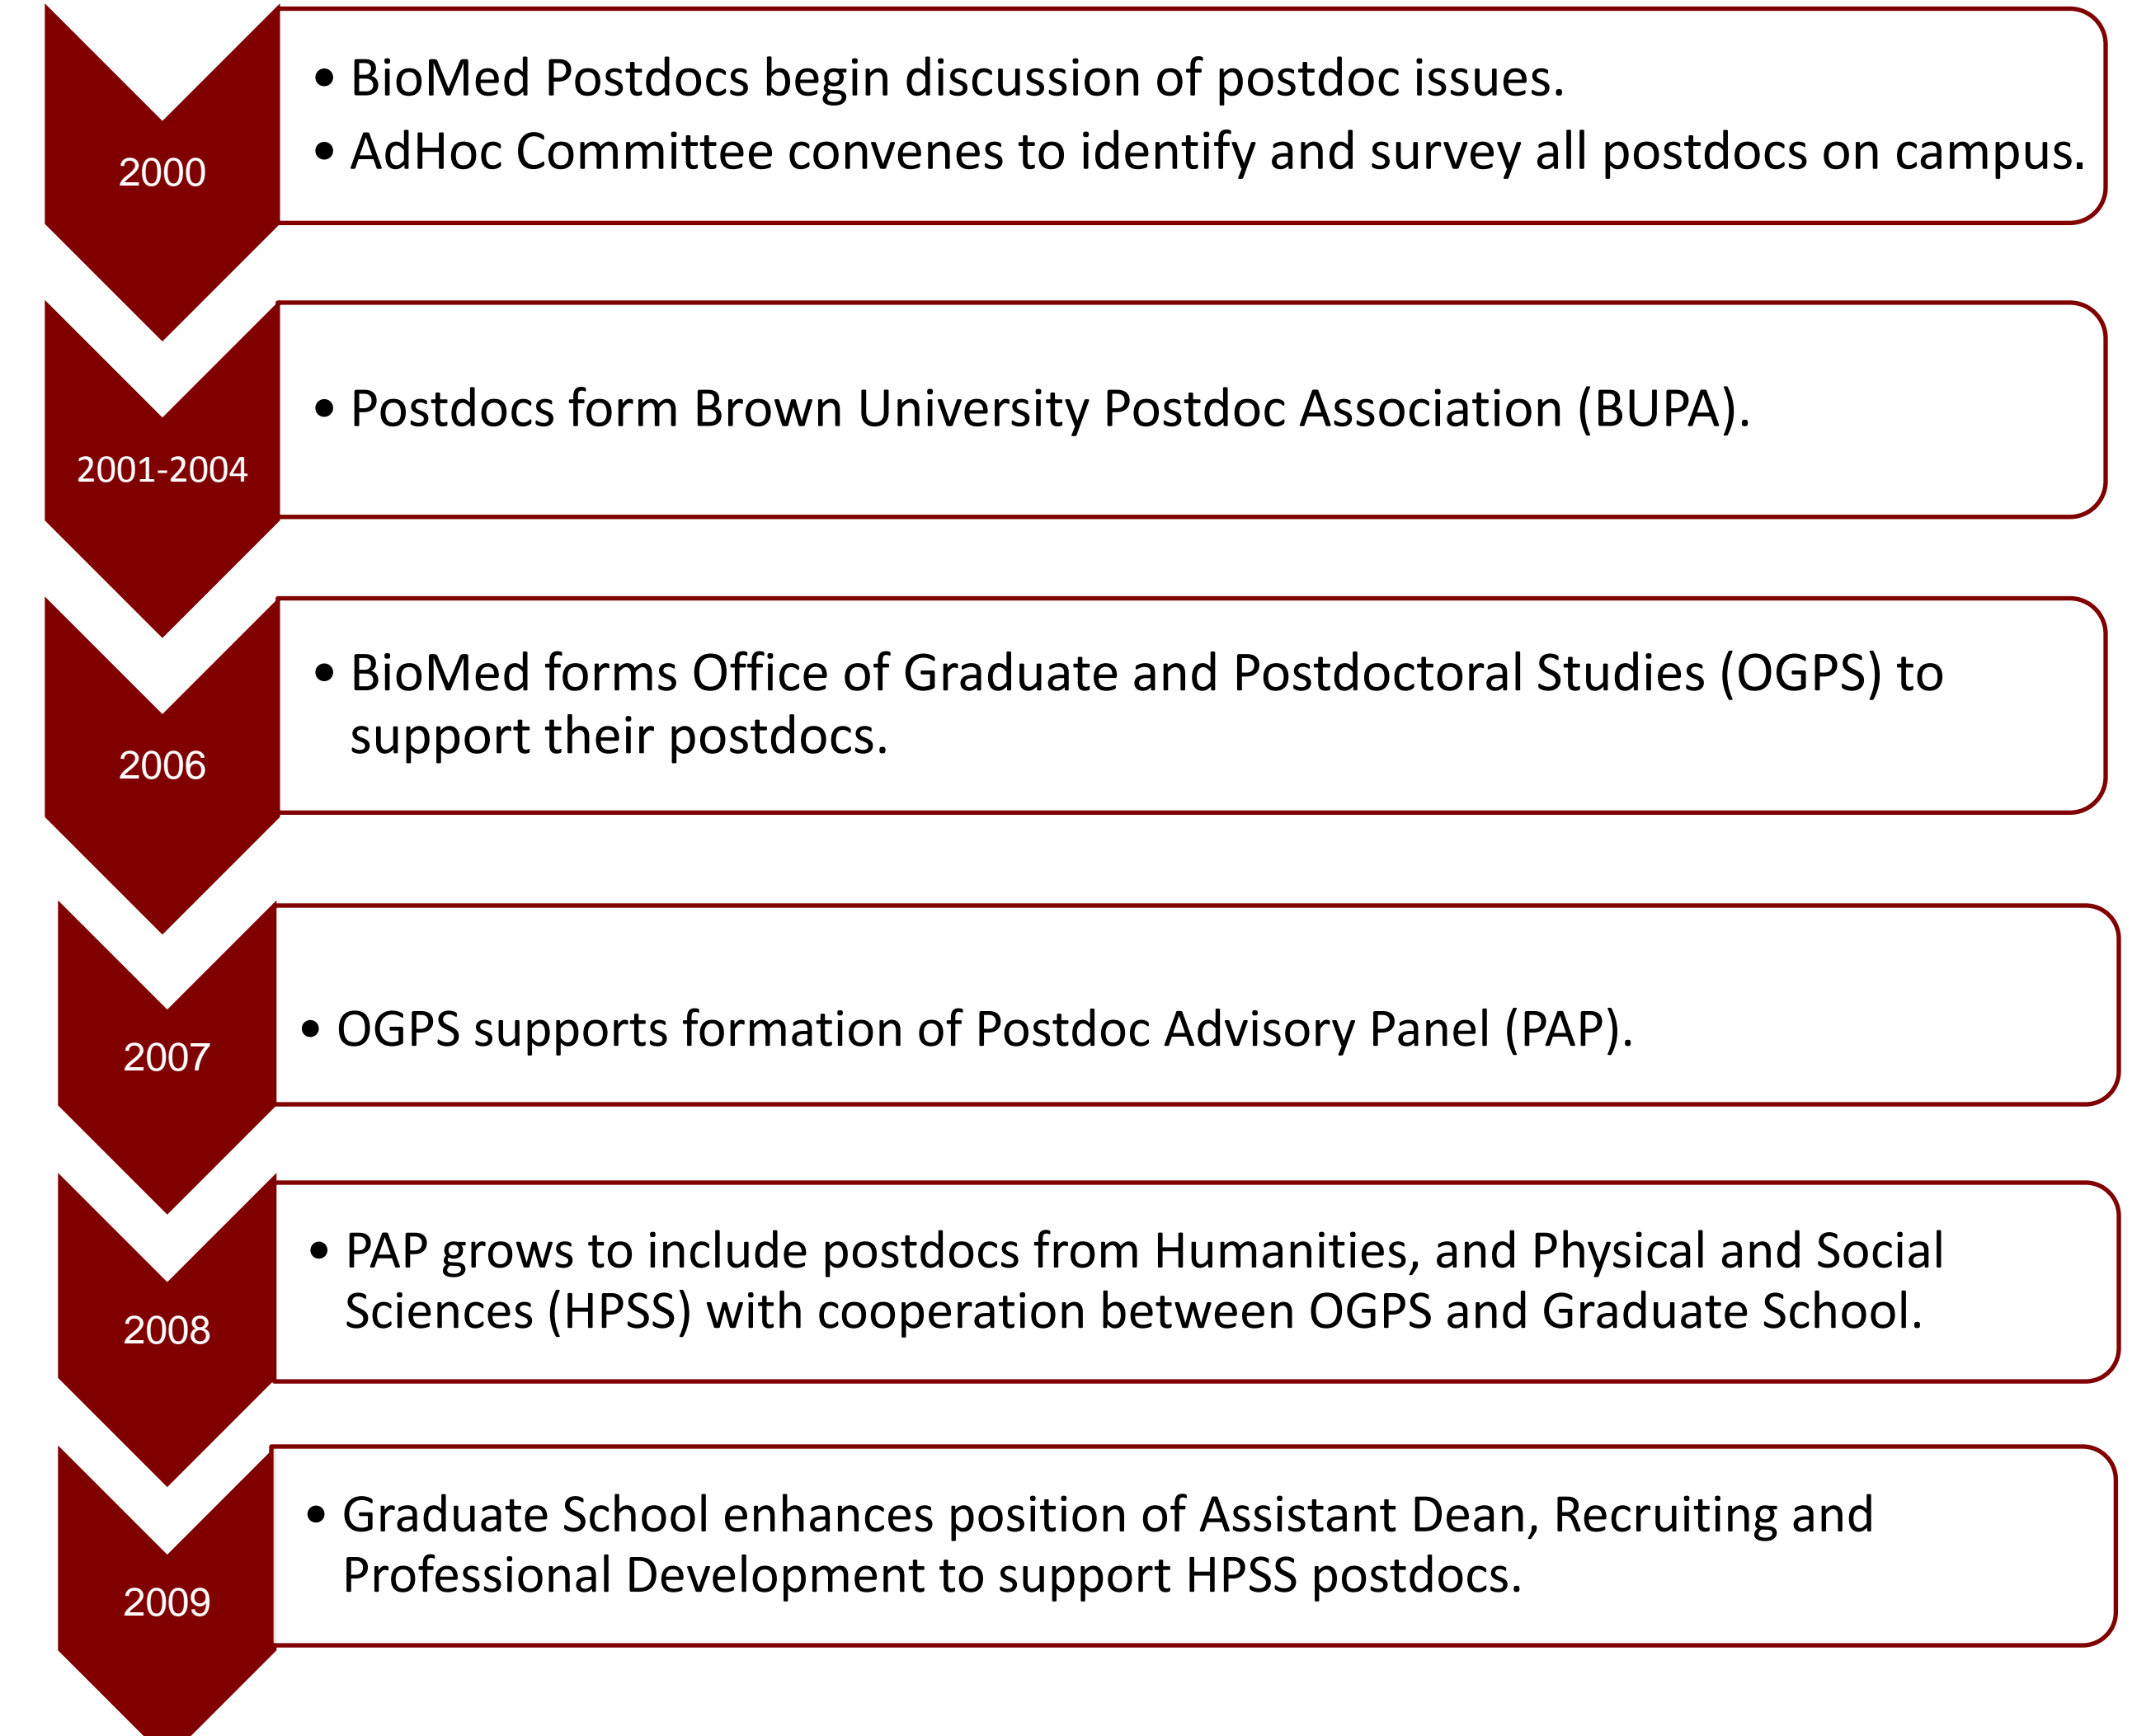 2000
• BioMed Postdocs begin discussion of postdoc issues.
• AdHoc Committee convenes to identify and survey all postdocs on campus.
2001-2004
• Postdocs form Brown University Postdoc Association (BUPA).
2006
• BioMed forms Office of Graduate and Postdoctoral Studies (OGPS) to
support their postdocs.
2007
• OGPS supports formation of Postdoc Advisory Panel (PAP).
2008
• PAP grows to include postdocs from Humanities, and Physical and Social
Sciences (HPSS) with cooperation between OGPS and Graduate School.
2009
• Graduate School enhances position of Assistant Dean, Recruiting and
Professional Development to support HPSS postdocs.